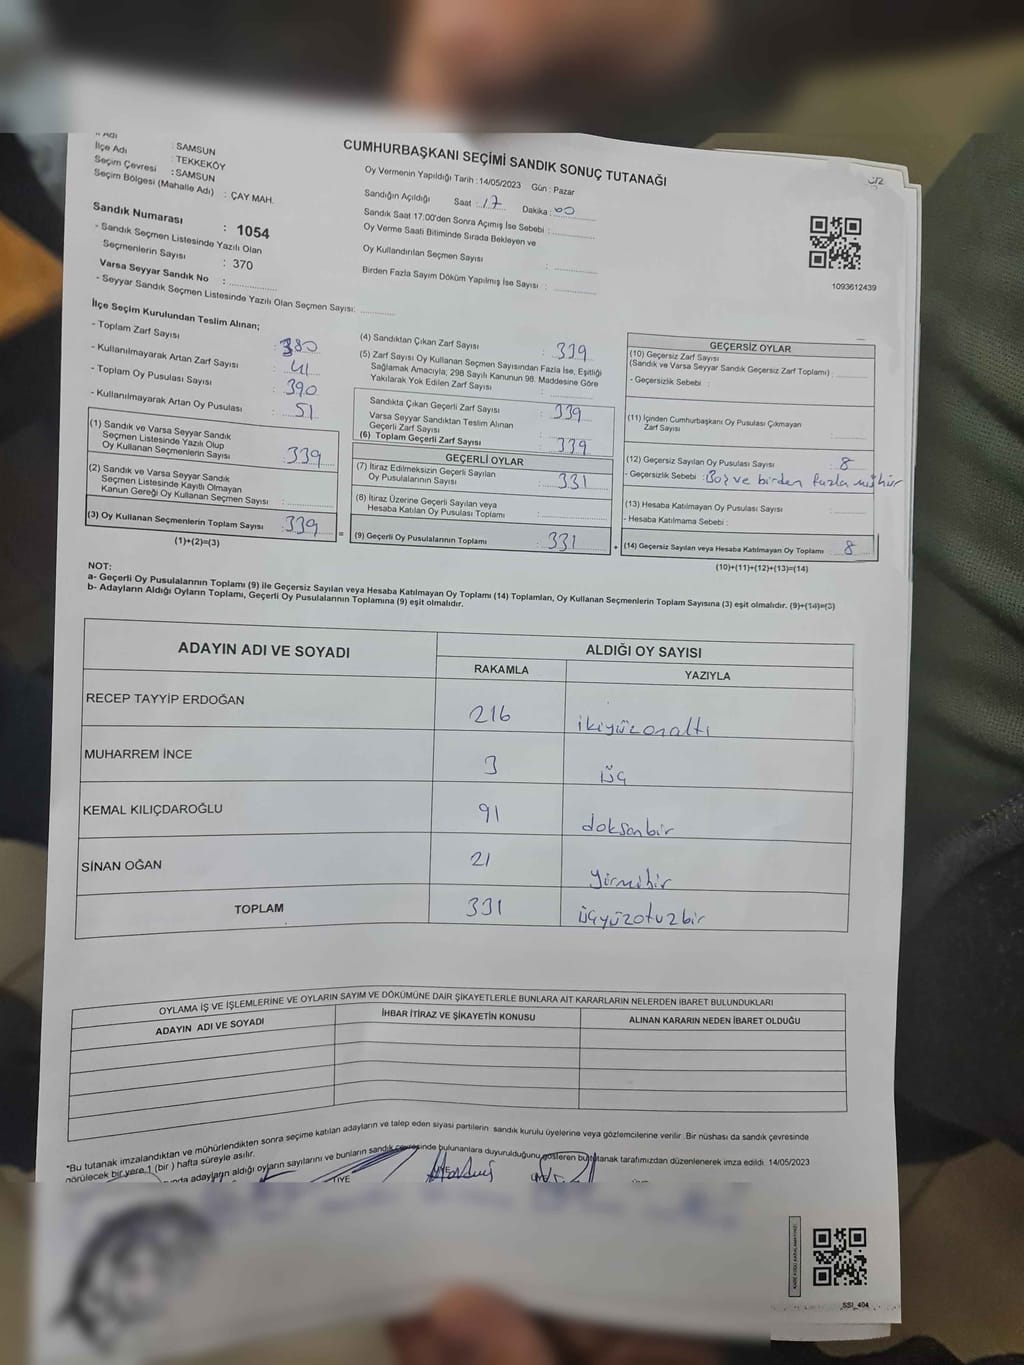 İlçe Adı : SAMSUN
Seçim Çevresi : TEKKEKÖY
Seçim Bölgesi (Mahalle Adı) : SAMSUN
: ÇAY MAH.
CUMHURBAŞKANI SEÇİMİ SANDIK SONUÇ TUTANAĞI
Oy Vermenin Yapıldığı Tarih : 14/05/2023 Gün : Pazar
Sandığın Açıldığı Saat : 17 Dakika : 00
Sandık Saat 17:00'den Sonra Açımış İse Sebebi :
Oy Verme Saati Bitiminde Sırada Bekleyen ve
Oy Kullandırılan Seçmen Sayısı :
Birden Fazla Sayım Döküm Yapılmış İse Sayısı :
1093612439
Sandık Numarası : 1054
- Sandık Seçmen Listesinde Yazılı Olan
Seçmenlerin Sayısı : 370
Varsa Seyyar Sandık No :
- Seyyar Sandık Seçmen Listesinde Yazılı Olan Seçmen Sayısı:
İlçe Seçim Kurulundan Teslim Alınan;
- Toplam Zarf Sayısı : 380
- Kullanılmayarak Artan Zarf Sayısı : 41
- Toplam Oy Pusulası Sayısı : 390
- Kullanılmayarak Artan Oy Pusulası : 51
(1) Sandık ve Varsa Seyyar Sandık
Seçmen Listesinde Yazılı Olup
Oy Kullanan Seçmenlerin Sayısı : 339
(2) Sandık ve Varsa Seyyar Sandık
Seçmen Listesinde Kayıtlı Olmayan
Kanun Gereği Oy Kullanan Seçmen Sayısı :
(3) Oy Kullanan Seçmenlerin Toplam Sayısı : 339 =
(1)+(2)=(3)
(4) Sandıktan Çıkan Zarf Sayısı : 339
(5) Zarf Sayısı Oy Kullanan Seçmen Sayısından Fazla İse, Eşitliği
Sağlamak Amacıyla, 298 Sayılı Kanunun 98. Maddesine Göre
Yakılarak Yok Edilen Zarf Sayısı :
Sandıkta Çıkan Geçerli Zarf Sayısı : 339
Varsa Seyyar Sandıktan Teslim Alınan
Geçerli Zarf Sayısı :
(6) Toplam Geçerli Zarf Sayısı : 339
GEÇERLİ OYLAR
(7) İtiraz Edilmeksizin Geçerli Sayılan
Oy Pusulalarının Sayısı : 331
(8) İtiraz Üzerine Geçerli Sayılan veya
Hesaba Katılan Oy Pusulası Toplamı :
(9) Geçerli Oy Pusulalarının Toplamı : 331 +
GEÇERSİZ OYLAR
(10) Geçersiz Zarf Sayısı
(Sandık ve Varsa Seyyar Sandık Geçersiz Zarf Toplamı) :
- Geçersizlik Sebebi :
(11) İçinden Cumhurbaşkanı Oy Pusulası Çıkmayan
Zarf Sayısı :
(12) Geçersiz Sayılan Oy Pusulası Sayısı : 8
- Geçersizlik Sebebi : Boş ve birden fazla mühür
(13) Hesaba Katılmayan Oy Pusulası Sayısı :
- Hesaba Katılmama Sebebi :
(14) Geçersiz Sayılan veya Hesaba Katılmayan Oy Toplamı : 8
(10)+(11)+(12)+(13)=(14)
NOT:
a- Geçerli Oy Pusulalarının Toplamı (9) ile Geçersiz Sayılan veya Hesaba Katılmayan Oy Toplamı (14) Toplamları, Oy Kullanan Seçmenlerin Toplam Sayısına (3) eşit olmalıdır. (9)+(14)=(3)
b- Adayların Aldığı Oyların Toplamı, Geçerli Oy Pusulalarının Toplamına (9) eşit olmalıdır.
ADAYIN ADI VE SOYADI
ALDIĞI OY SAYISI
RAKAMLA YAZIYLA
RECEP TAYYİP ERDOĞAN 216 ikiyüzonaltı
MUHARREM İNCE 3 üç
KEMAL KILIÇDAROĞLU 91 doksanbir
SİNAN OĞAN 21 yirmibir
TOPLAM 331 üçyüzotuzbir
OYLAMA İŞ VE İŞLEMLERİNE VE OYLARIN SAYIM VE DÖKÜMÜNE DAİR ŞİKAYETLERLE BUNLARA AİT KARARLARIN NELERDEN İBARET BULUNDUKLARI
ADAYIN ADI VE SOYADI İHBAR İTİRAZ VE ŞİKAYETİN KONUSU ALINAN KARARIN NEDEN İBARET OLDUĞU
"Bu tutanak imzalandıktan ve mühürlendikten sonra seçime katılan adayların ve talep eden siyasi partilerin sandık kurulu üyelerine veya gözlemcilerine verilir. Bir nüshası da sandık çevresinde
görülecek bir yere 1 (bir ) hafta süreyle asılır.
adayların aldığı oyların sayılarını ve bunların sandık çevresinde bulunanlara duyurulduğunu gösteren bu tutanak tarafımızdan düzenlenerek imza edildi. 14/05/2023
ÜYE
SSI_404